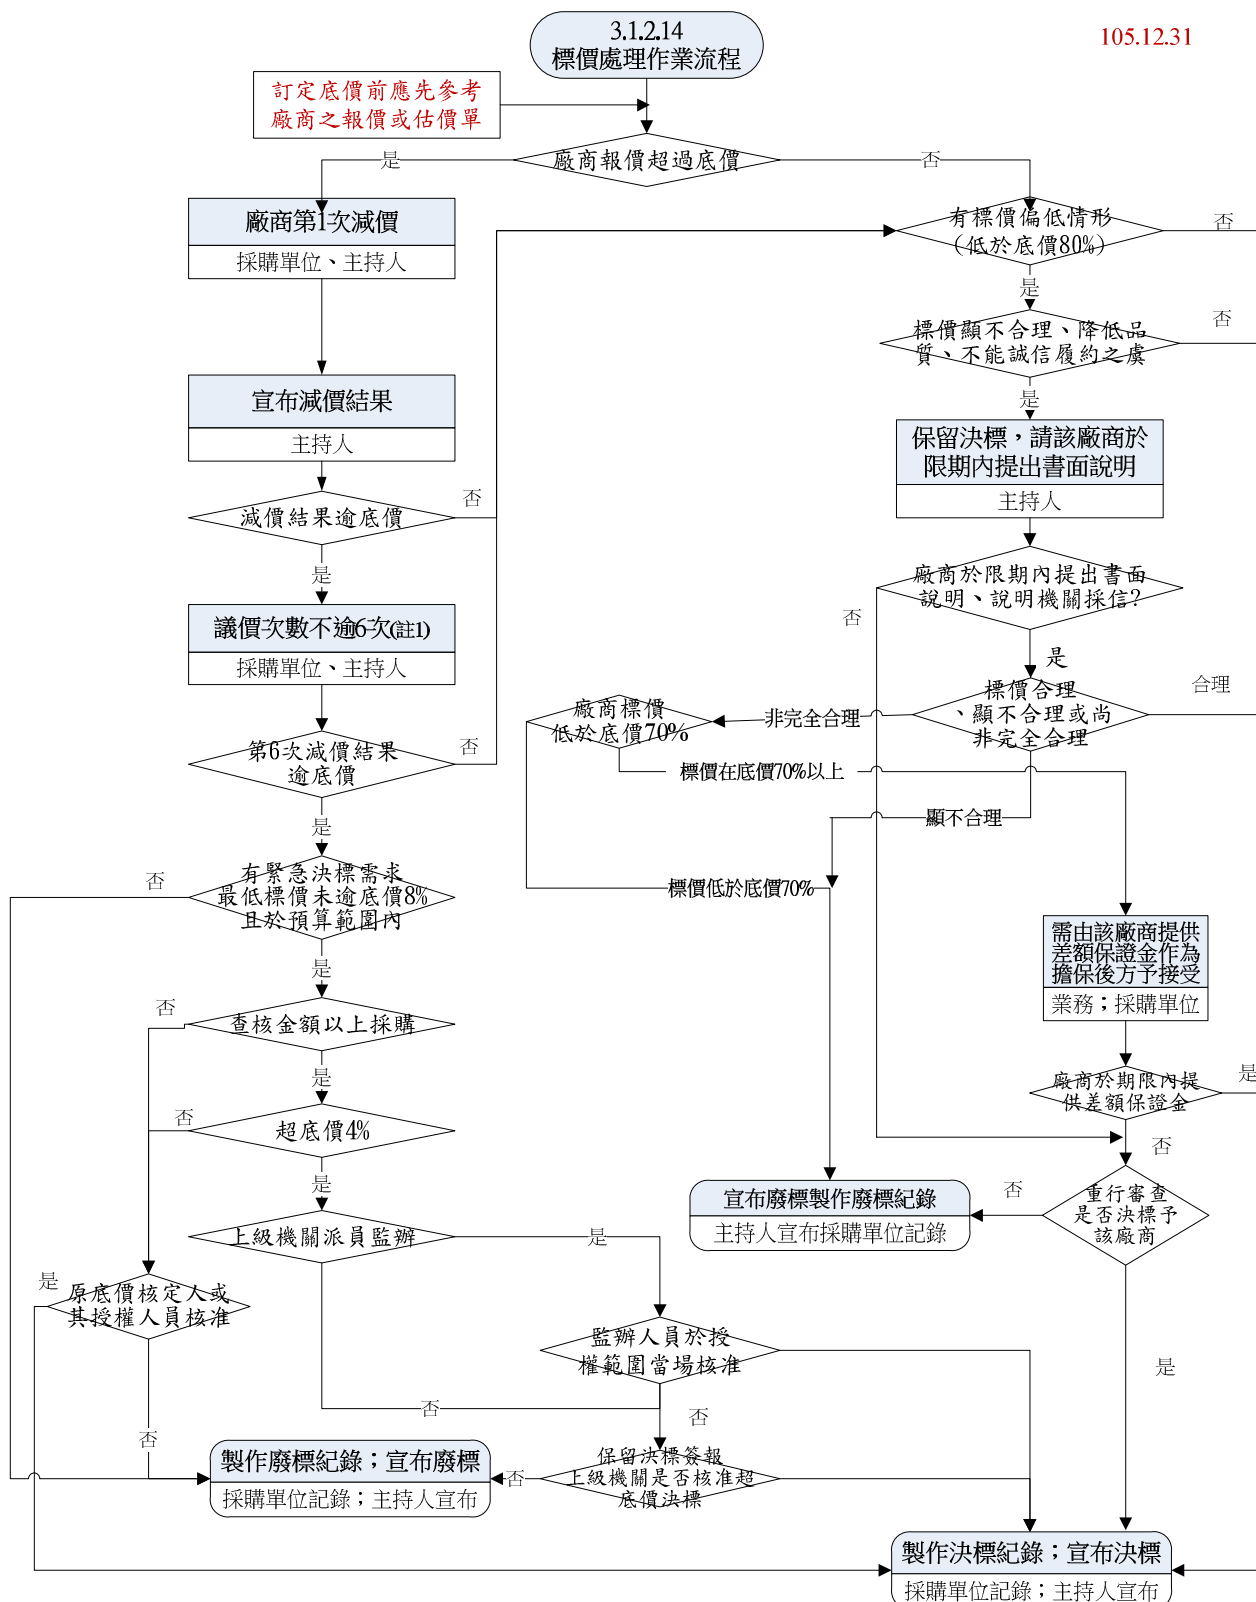 3.1.2.14
標價處理作業流程
105.12.31
訂定底價前應先參考
廠商之報價或估價單
廠商報價超過底價
是
否
廠商第1次減價
採購單位、主持人
有標價偏低情形
(低於底價80%)
否
是
標價顯不合理、降低品
質、不能誠信履約之虞
否
是
宣布減價結果
主持人
保留決標，請該廠商於
限期內提出書面說明
主持人
減價結果逾底價
否
是
廠商於限期內提出書面
說明、說明機關採信?
否
是
議價次數不逾6次(註1)
採購單位、主持人
標價合理
、顯不合理或尚
非完全合理
合理
非完全合理
廠商標價
低於底價70%
第6次減價結果
逾底價
否
是
標價在底價70%以上
顯不合理
標價低於底價70%
有緊急決標需求
最低標價未逾底價8%
且於預算範圍內
否
是
需由該廠商提供
差額保證金作為
擔保後方予接受
業務；採購單位
查核金額以上採購
否
是
廠商於期限內提
供差額保證金
是
否
超底價4%
否
是
重行審查
是否決標予
該廠商
否
是
宣布廢標製作廢標紀錄
主持人宣布採購單位記錄
上級機關派員監辦
是
否
原底價核定人或
其授權人員核准
是
否
監辦人員於授
權範圍當場核准
否
保留決標簽報
上級機關是否核准超
底價決標
否
製作廢標紀錄；宣布廢標
採購單位記錄；主持人宣布
製作決標紀錄；宣布決標
採購單位記錄；主持人宣布